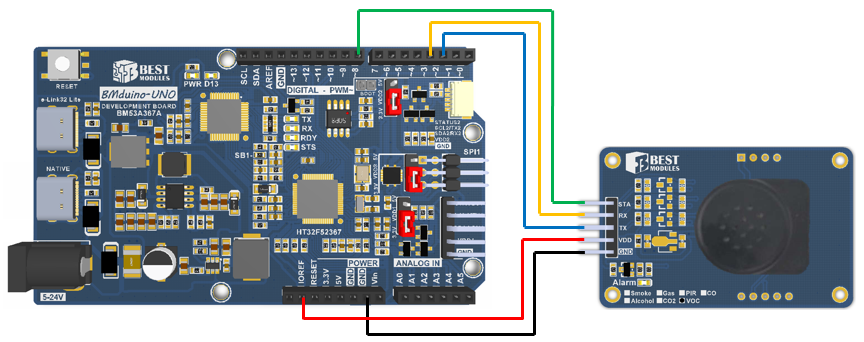 BEST
MODULES
RESET
PWR D13
BMduino-UNO
DEVELOPMENT BOARD
BM53A367A
e-Link32 Lite
NATIVE
5-24V
SCL
SDA
AREF
GND
~13
~12
~11
~10
~9
~8
7
~6
~5
~4
~3
~2
~1
~0
DIGITAL - PWM~
TX
RX
RDY
STS
SB1
HT32F52367
STATUS2
SCL2/TX2
SDA2/RX2
VDD2
GND
SPI1
POWER
IOREF
RESET
3.3V
5V
GND
GND
Vin
ANALOG IN
A0
A1
A2
A3
A4
A5
GND
BEST
MODULES
STA
RX
TX
VDD
GND
Alarm
Smoke Gas PIR CO
Alcohol CO2 VOC